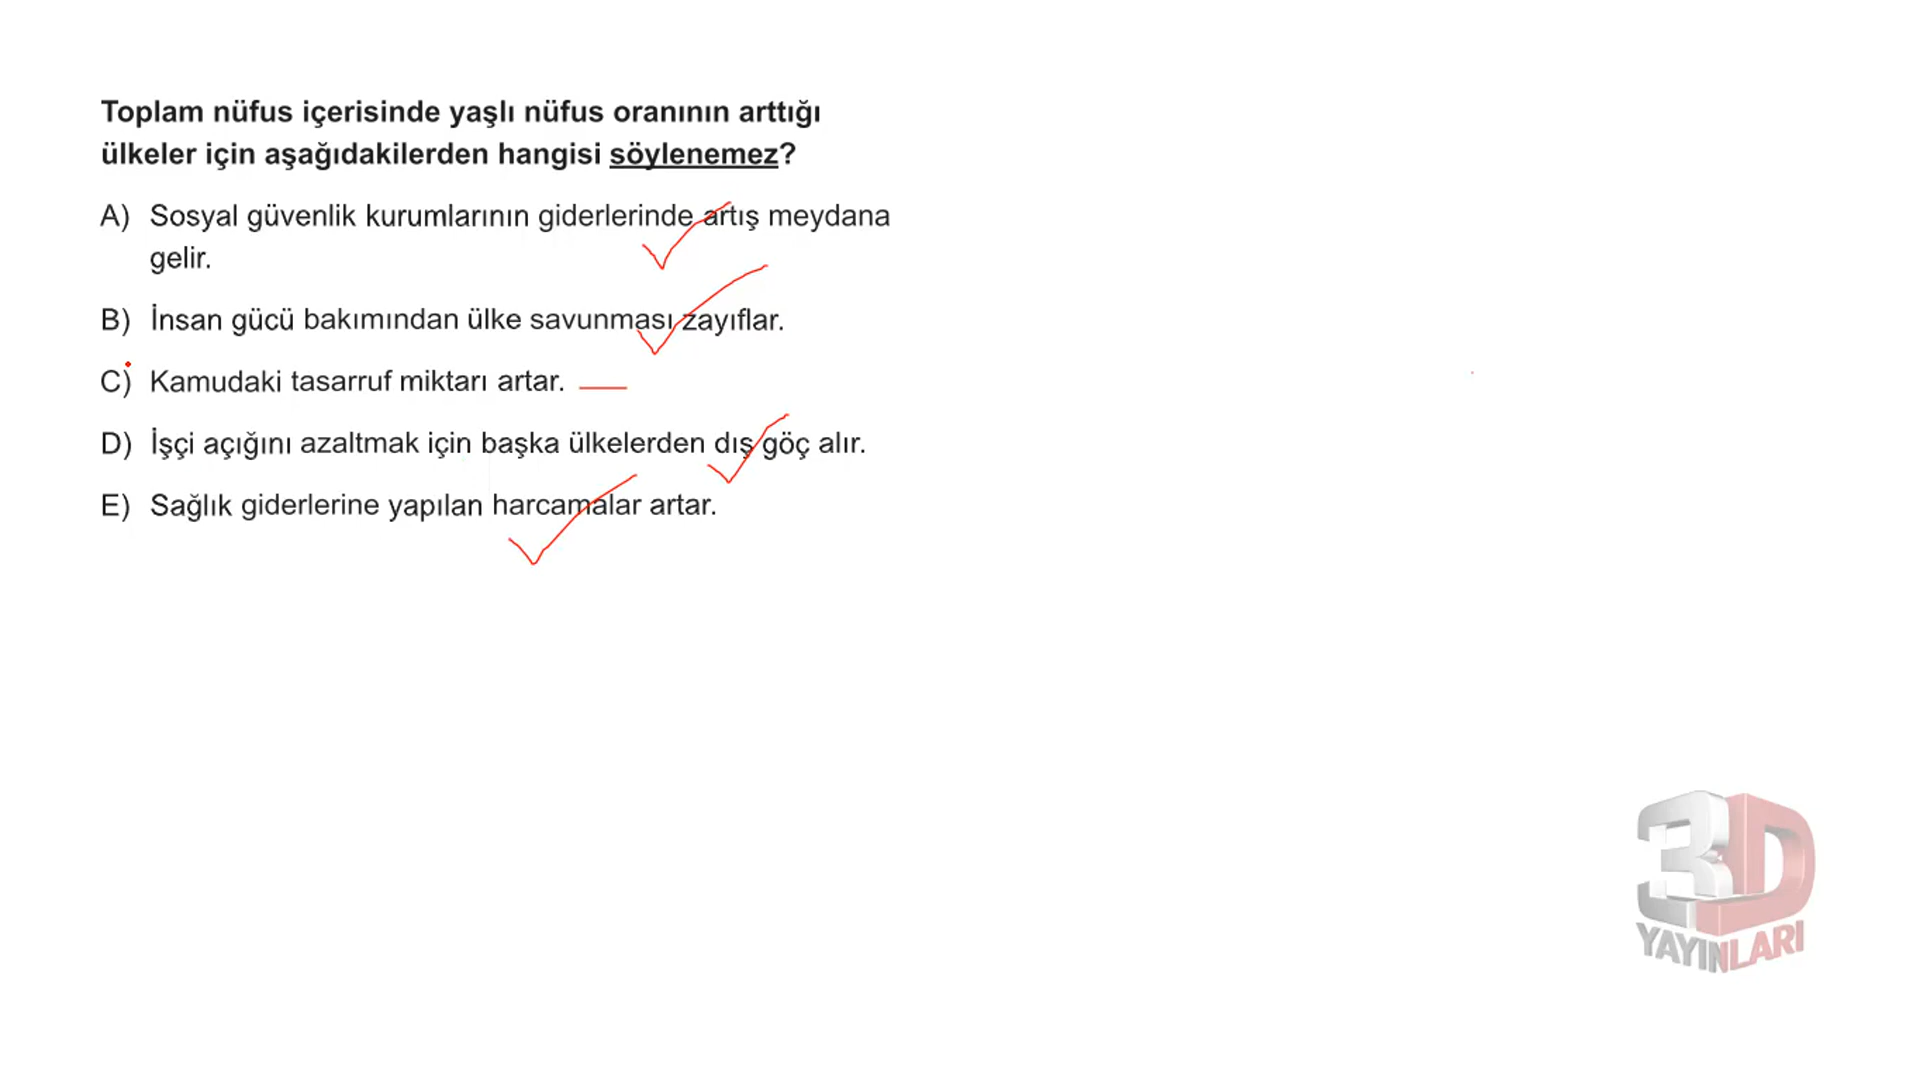 Toplam nüfus içerisinde yaşlı nüfus oranının arttığı
ülkeler için aşağıdakilerden hangisi söylenemez?
A) Sosyal güvenlik kurumlarının giderlerinde artış meydana
gelir.
B) İnsan gücü bakımından ülke savunması zayıflar.
C) Kamudaki tasarruf miktarı artar.
D) İşçi açığını azaltmak için başka ülkelerden dış göç alır.
E) Sağlık giderlerine yapılan harcamalar artar.
3D
YAYINLARI